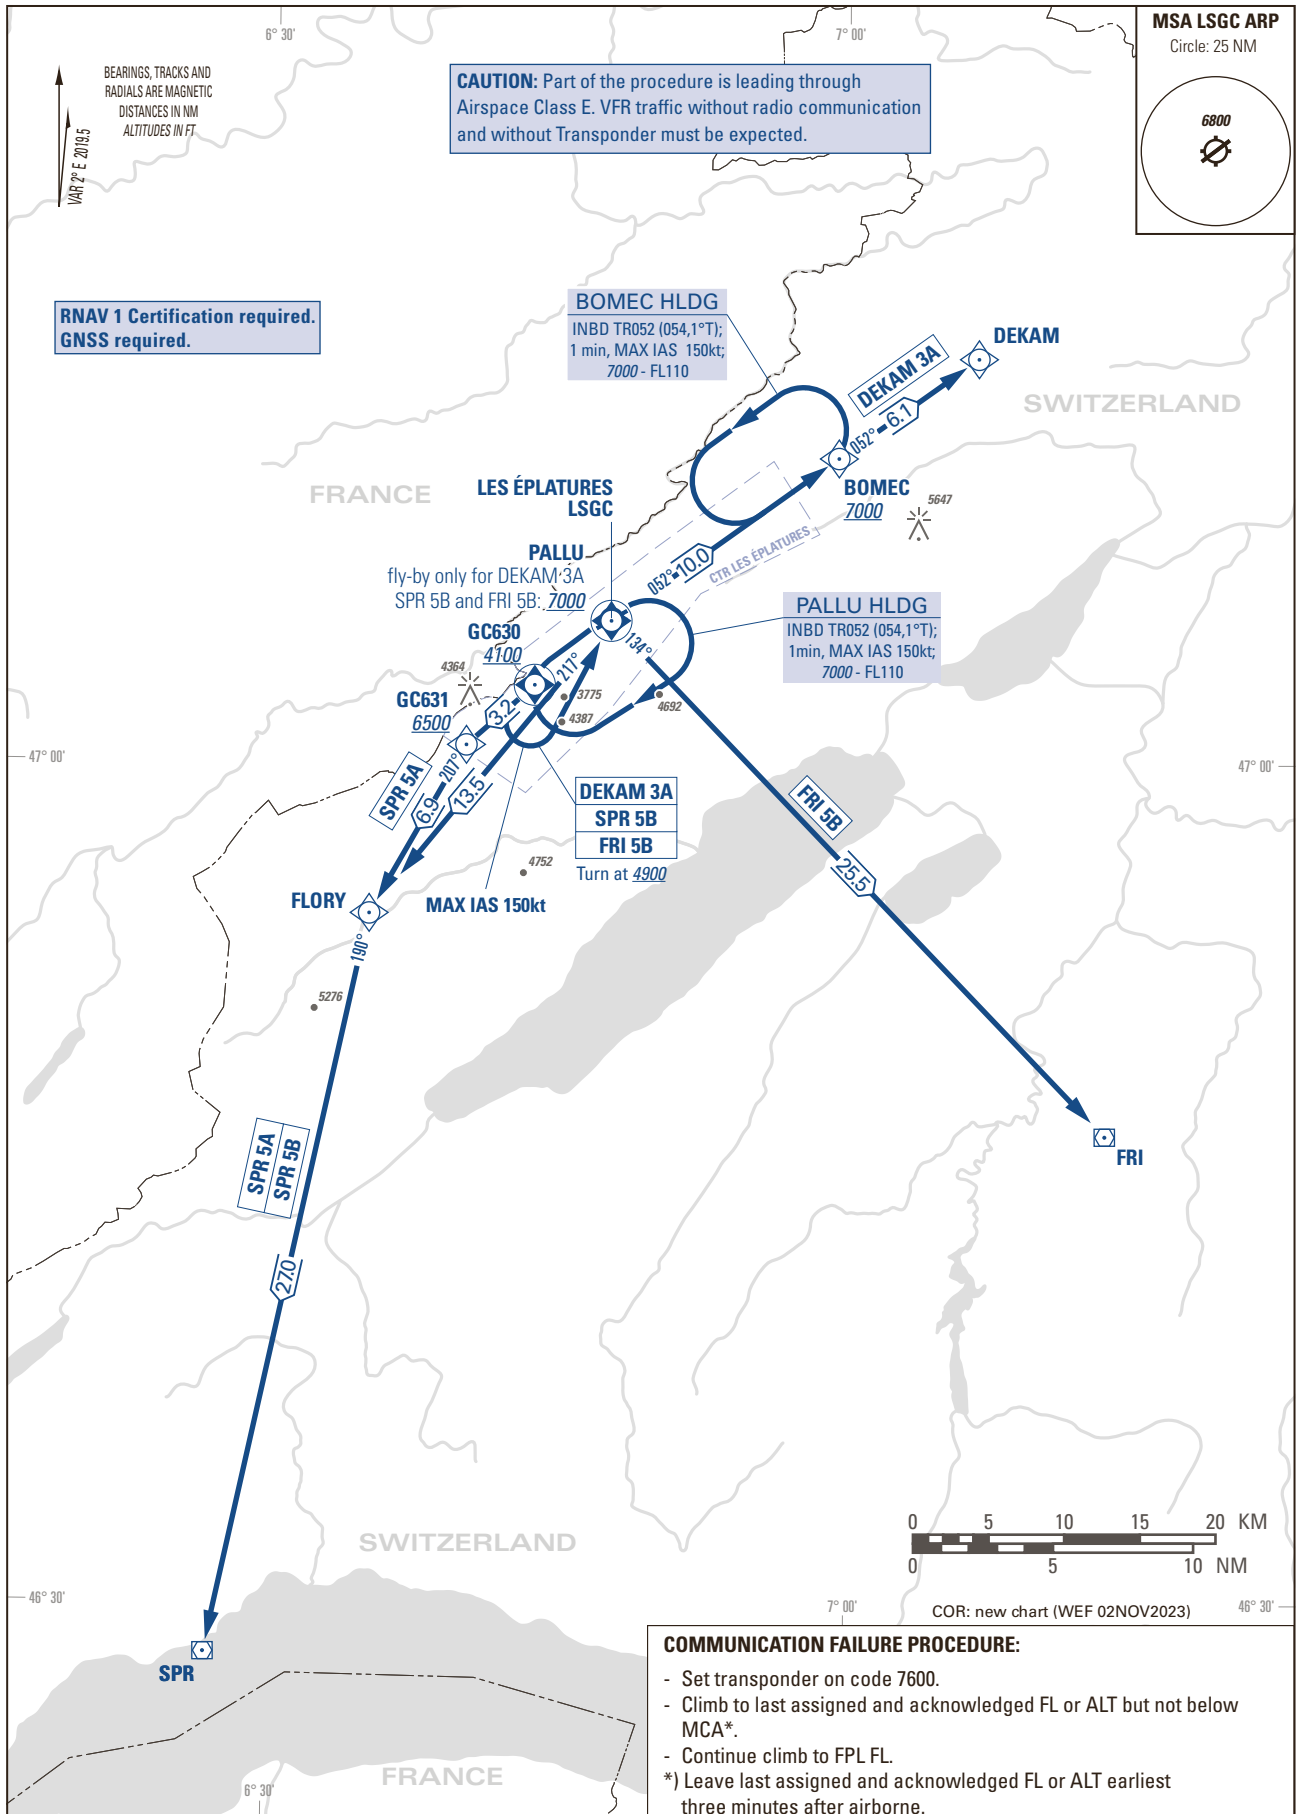 6° 30'
7° 00'
MSA LSGC ARP
Circle: 25 NM
6800
BEARINGS, TRACKS AND
RADIALS ARE MAGNETIC
DISTANCES IN NM
ALTITUDES IN FT
VAR 2° E 2019.5
CAUTION: Part of the procedure is leading through
Airspace Class E. VFR traffic without radio communication
and without Transponder must be expected.
RNAV 1 Certification required.
GNSS required.
BOMEC HLDG
INBD TR052 (054,1°T);
1 min, MAX IAS 150kt;
7000 - FL110
DEKAM
DEKAM 3A
052°
6.1
SWITZERLAND
FRANCE
LES ÉPLATURES
LSGC
BOMEC
7000
5647
CTR LES ÉPLATURES
PALLU
fly-by only for DEKAM 3A
SPR 5B and FRI 5B: 7000
052°
10.0
PALLU HLDG
INBD TR052 (054,1°T);
1min, MAX IAS 150kt;
7000 - FL110
GC630
4100
134°
217°
4364
3775
4692
GC631
6500
3.2
4387
47° 00'
47° 00'
207°
SPR 5A
6.9
13.5
DEKAM 3A
SPR 5B
FRI 5B
Turn at 4900
FRI 5B
25.5
4752
FLORY
MAX IAS 150kt
190°
5276
FRI
SPR 5A
SPR 5B
27.0
SWITZERLAND
0 5 10 15 20 KM
0 5 10 NM
46° 30'
7° 00'
46° 30'
COR: new chart (WEF 02NOV2023)
SPR
FRANCE
6° 30'
COMMUNICATION FAILURE PROCEDURE:
- Set transponder on code 7600.
- Climb to last assigned and acknowledged FL or ALT but not below
MCA*.
- Continue climb to FPL FL.
*) Leave last assigned and acknowledged FL or ALT earliest
three minutes after airborne.